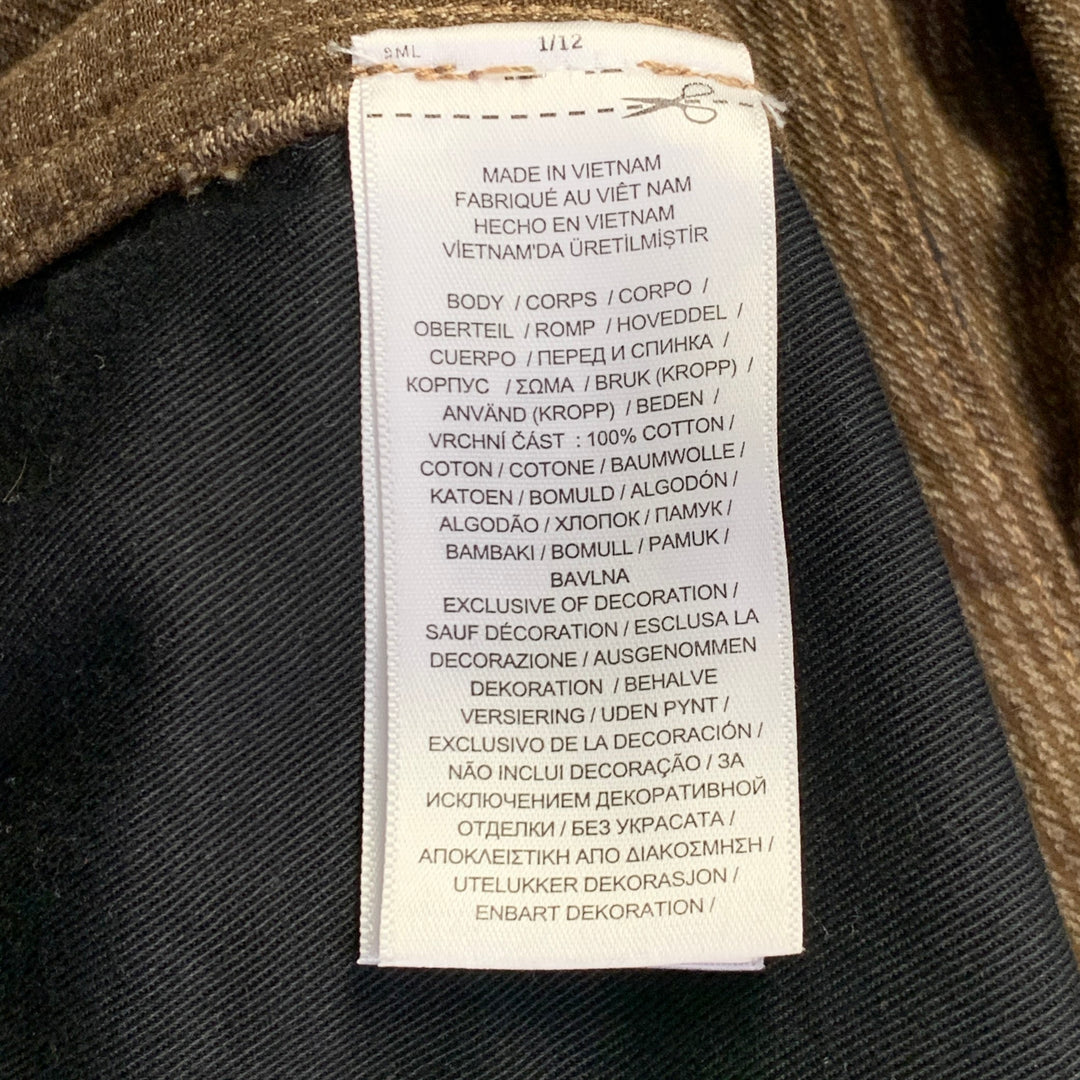 1/12
MADE IN VIETNAM
FABRIQUÉ AU VIÊT NAM
HECHO EN VIETNAM
VİETNAM'DA ÜRETİLMİŞTİR
BODY / CORPS / CORPO /
OBERTEIL / ROMP / HOVEDDEL /
CUERPO / ПЕРЕД И СПИНКА /
КОРПУС / ΣΩΜΑ / BRUK (KROPP) /
ANVÄND (KROPP) / BEDEN /
VRCHNÍ ČÁST : 100% COTTON /
COTON / COTONE / BAUMWOLLE /
KATOEN / BOMULD / ALGODÓN /
ALGODÃO / ХЛОПОК / ПАМУК /
BAMBAKI / BOMULL / PAMUK /
BAVLNA
EXCLUSIVE OF DECORATION /
SAUF DÉCORATION / ESCLUSA LA
DECORAZIONE / AUSGENOMMEN
DEKORATION / BEHALVE
VERSIERING / UDEN PYNT /
EXCLUSIVO DE LA DECORACIÓN /
NÃO INCLUI DECORAÇÃO / ЗА
ИСКЛЮЧЕНИЕМ ДЕКОРАТИВНОЙ
ОТДЕЛКИ / БЕЗ УКРАСАТА /
ΑΠΟΚΛΕΙΣΤΙΚΗ ΑΠΟ ΔΙΑΚΟΣΜΗΣΗ /
UTELUKKER DEKORASJON /
ENBART DEKORATION /